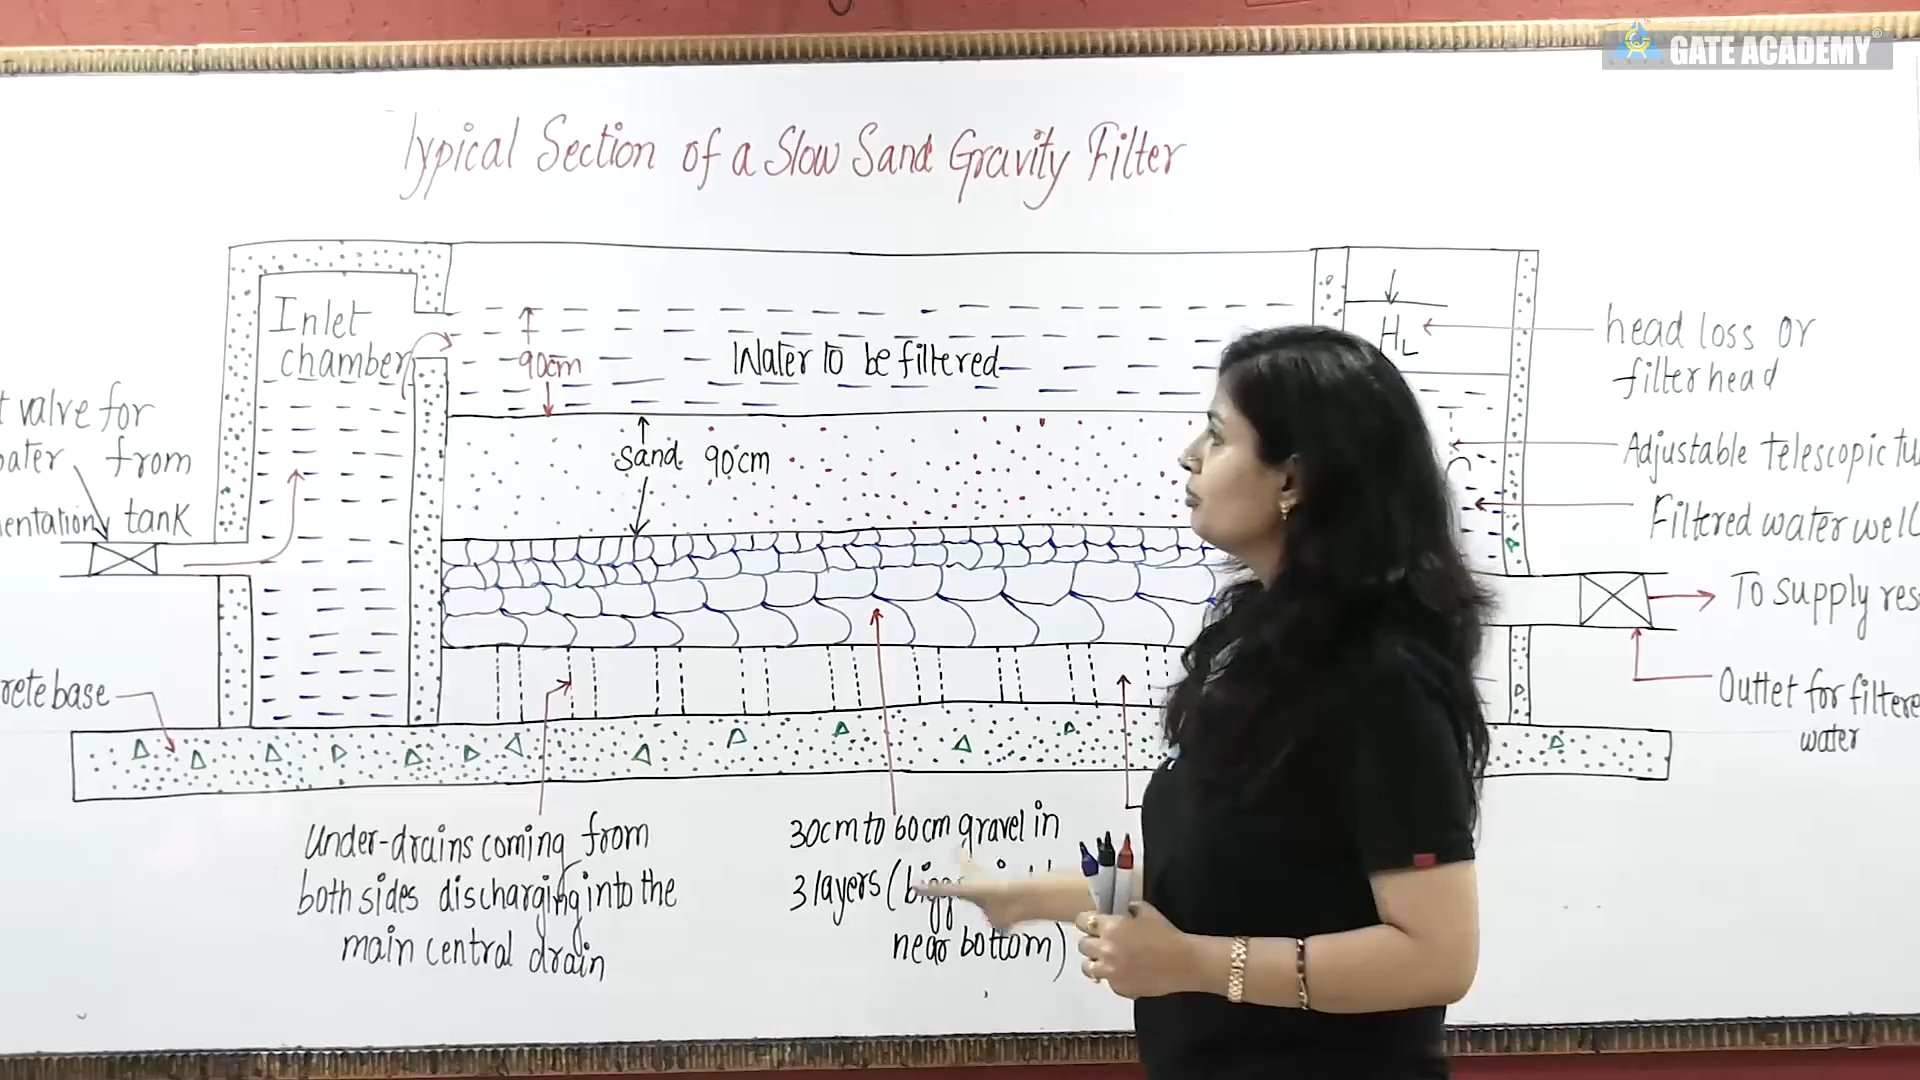 GATE ACADEMY
Typical Section of a Slow Sand Gravity Filter
Inlet
chamber
90cm
Water to be filtered
Sand 90cm
HL
head loss or
filter head
Adjustable telescopic
Filtered water well
To supply
Outlet for
water
valve for
from
tank
base
Under-drains coming from
both sides discharging into the
main central drain
30cm to 60cm gravel in
3 layers (
near bottom)